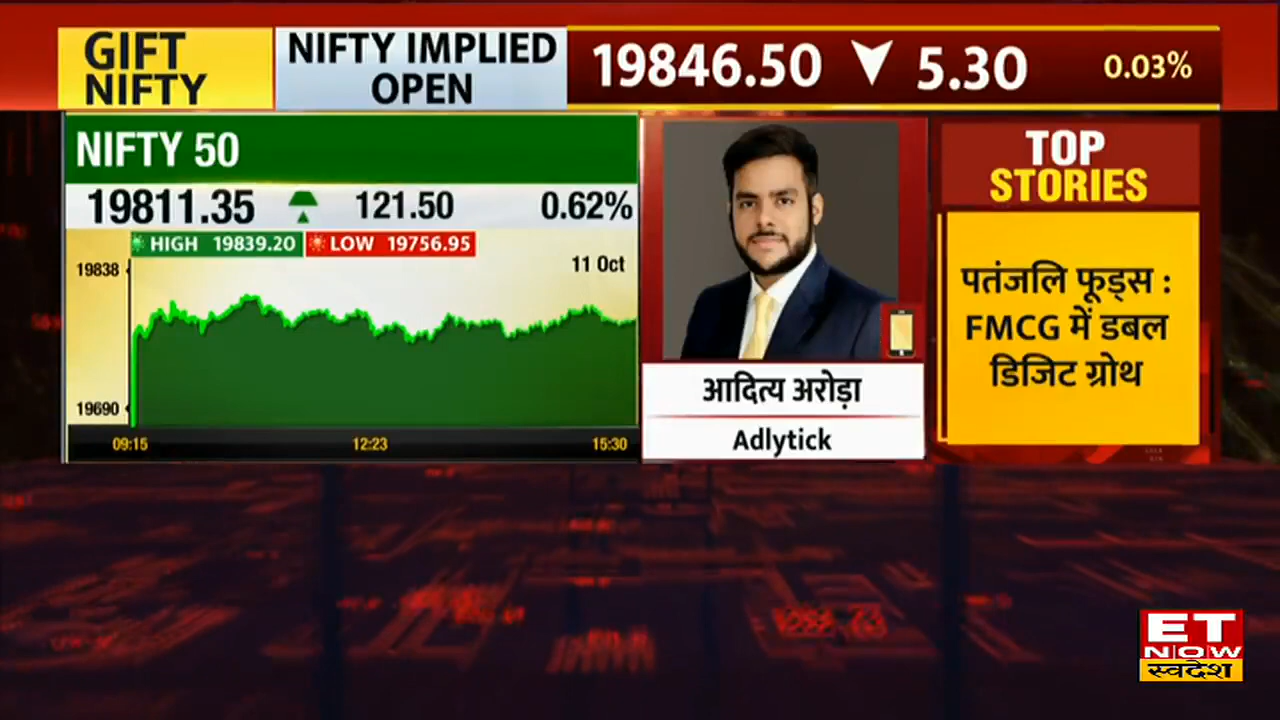 GIFT
NIFTY
NIFTY IMPLIED
OPEN
19846.50 ▼ 5.30 0.03%
NIFTY 50
19811.35 ▲ 121.50 0.62%
HIGH 19839.20 LOW 19756.95
11 Oct
19838
19690
09:15 12:23 15:30
आदित्य अरोड़ा
Adlytick
TOP
STORIES
पतंजलि फूड्स :
FMCG में डबल
डिजिट ग्रोथ
ET
NOW
स्वदेश